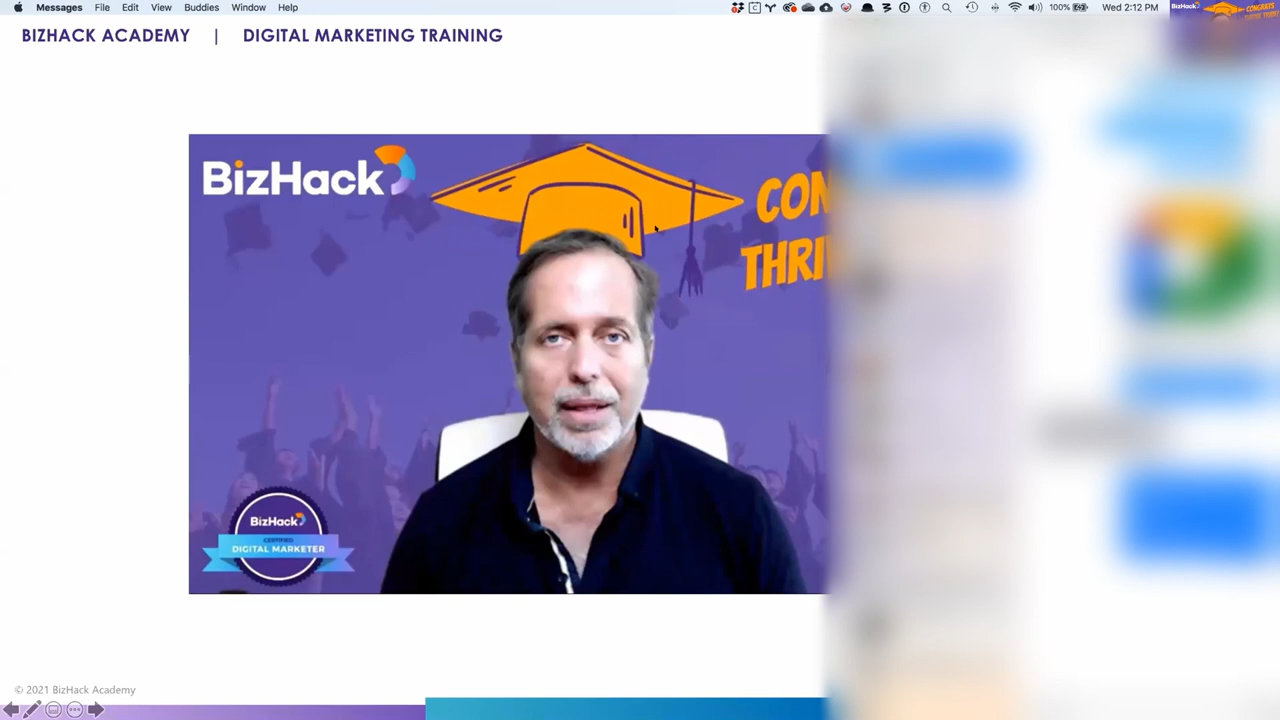 Messages File Edit View Buddies Window Help
100% Wed 2:12 PM
BIZHACK ACADEMY | DIGITAL MARKETING TRAINING
BizHack
CON
THRI
BizHack
CERTIFIED
DIGITAL MARKETER
© 2021 BizHack Academy